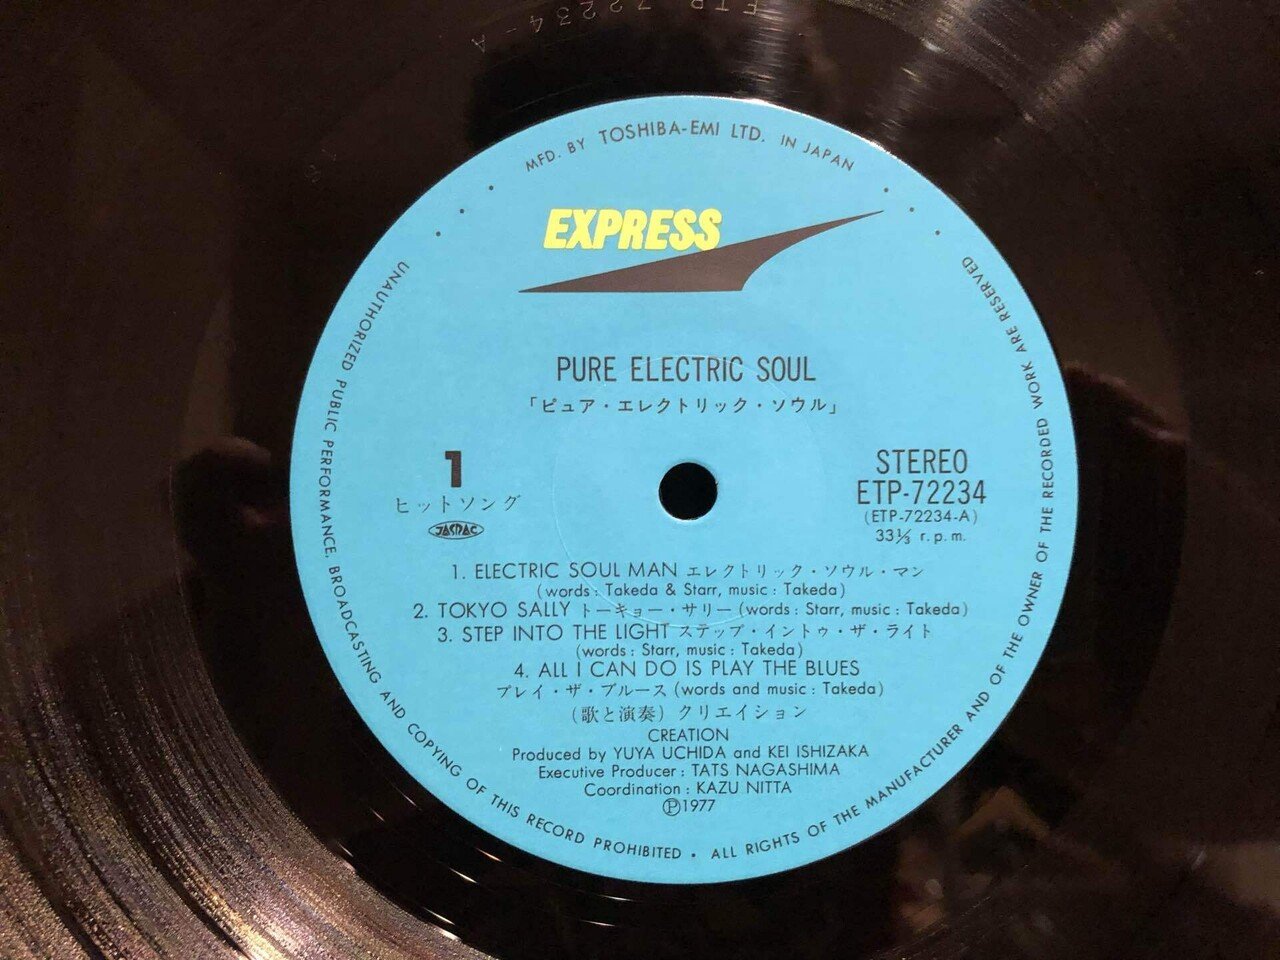 ETP-72234-A
MFD. BY TOSHIBA-EMI LTD. IN JAPAN
EXPRESS
PURE ELECTRIC SOUL
「ピュア・エレクトリック・ソウル」
1
ヒットソング
JASRAC
STEREO
ETP-72234
(ETP-72234-A)
33⅓ r.p.m.
1. ELECTRIC SOUL MAN エレクトリック・ソウル・マン
(words : Takeda & Starr, music : Takeda)
2. TOKYO SALLY トーキョー・サリー (words : Starr, music : Takeda)
3. STEP INTO THE LIGHT ステップ・イントゥ・ザ・ライト
(words : Starr, music : Takeda)
4. ALL I CAN DO IS PLAY THE BLUES
プレイ・ザ・ブルース (words and music : Takeda)
(歌と演奏) クリエイション
CREATION
Produced by YUYA UCHIDA and KEI ISHIZAKA
Executive Producer : TATS NAGASHIMA
Coordination : KAZU NITTA
Ⓟ1977
UNAUTHORIZED PUBLIC PERFORMANCE, BROADCASTING AND COPYING OF THIS RECORD PROHIBITED • ALL RIGHTS OF THE MANUFACTURER AND OF THE OWNER OF THE RECORDED WORK ARE RESERVED